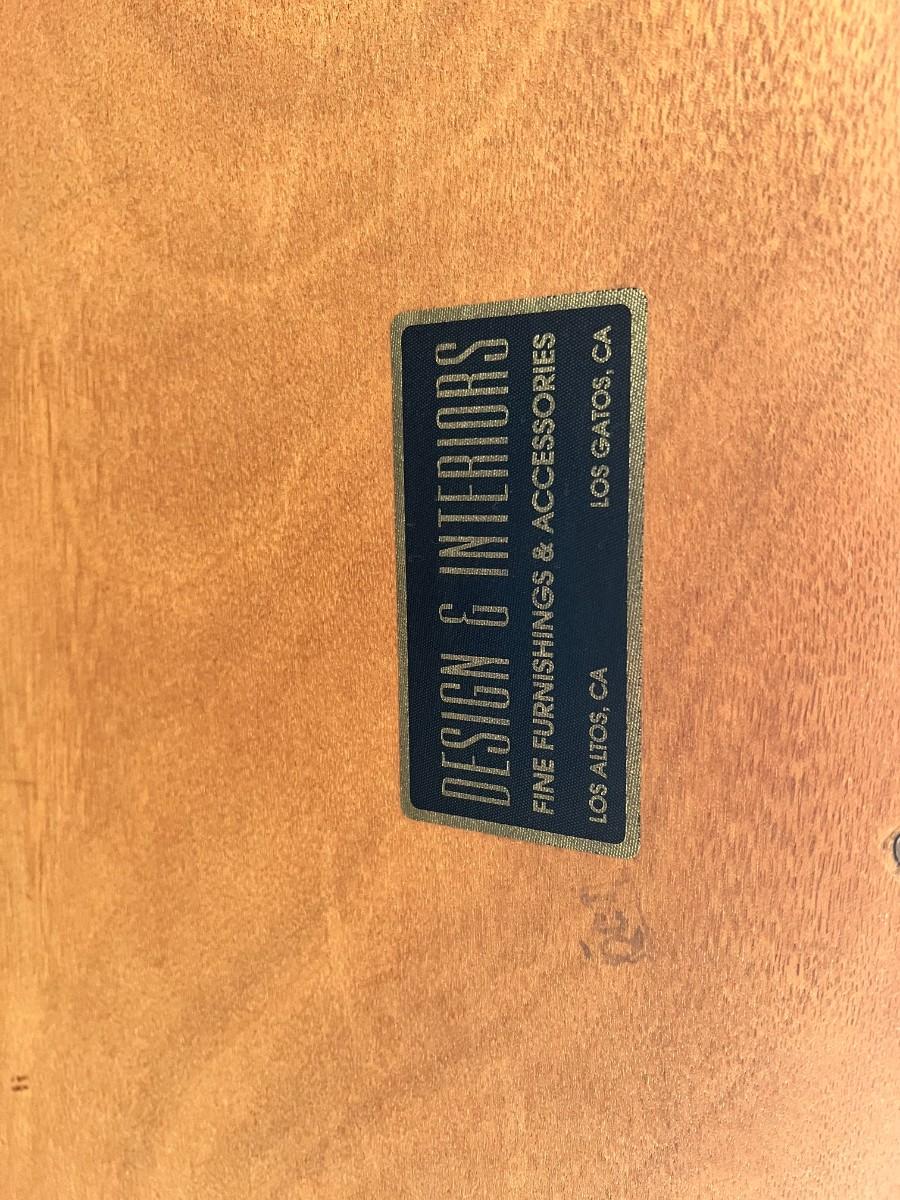 DESIGN & INTERIORS
FINE FURNISHINGS & ACCESSORIES
LOS ALTOS, CA LOS GATOS, CA